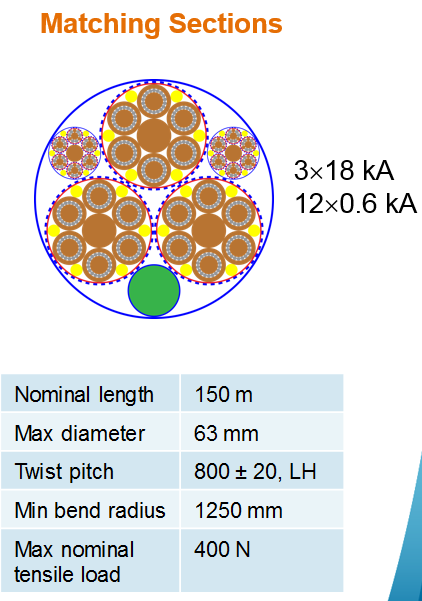 Matching Sections
3×18 kA
12×0.6 kA
Nominal length 150 m
Max diameter 63 mm
Twist pitch 800 ± 20, LH
Min bend radius 1250 mm
Max nominal 400 N
tensile load